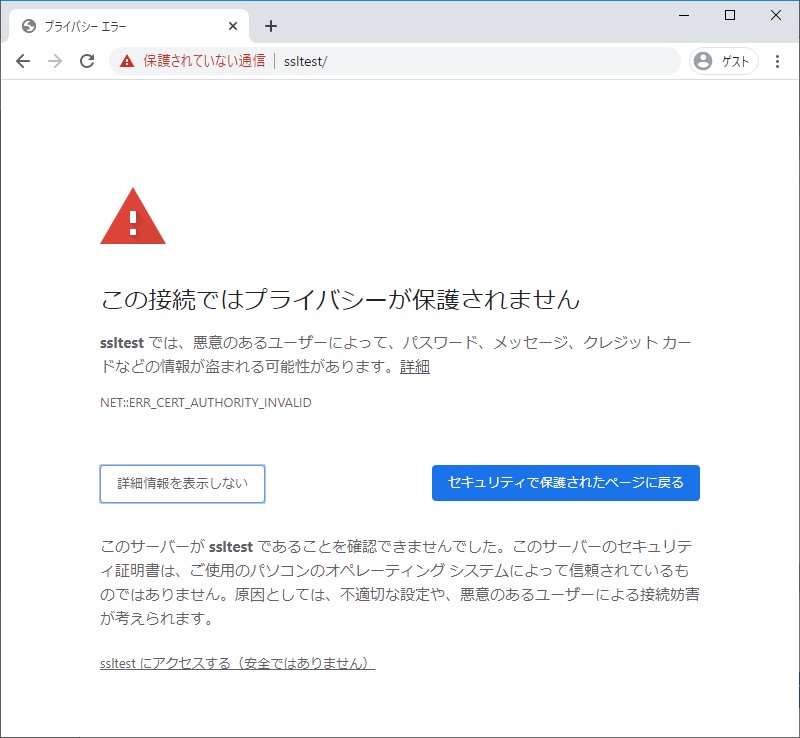 プライバシー エラー
保護されていない通信 | ssltest/
ゲスト
この接続ではプライバシーが保護されません
ssltest では、悪意のあるユーザーによって、パスワード、メッセージ、クレジット カー
ドなどの情報が盗まれる可能性があります。詳細
NET::ERR_CERT_AUTHORITY_INVALID
詳細情報を表示しない
セキュリティで保護されたページに戻る
このサーバーが ssltest であることを確認できませんでした。このサーバーのセキュリテ
ィ証明書は、ご使用のパソコンのオペレーティング システムによって信頼されているも
のではありません。原因としては、不適切な設定や、悪意のあるユーザーによる接続妨害
が考えられます。
ssltest にアクセスする（安全ではありません）